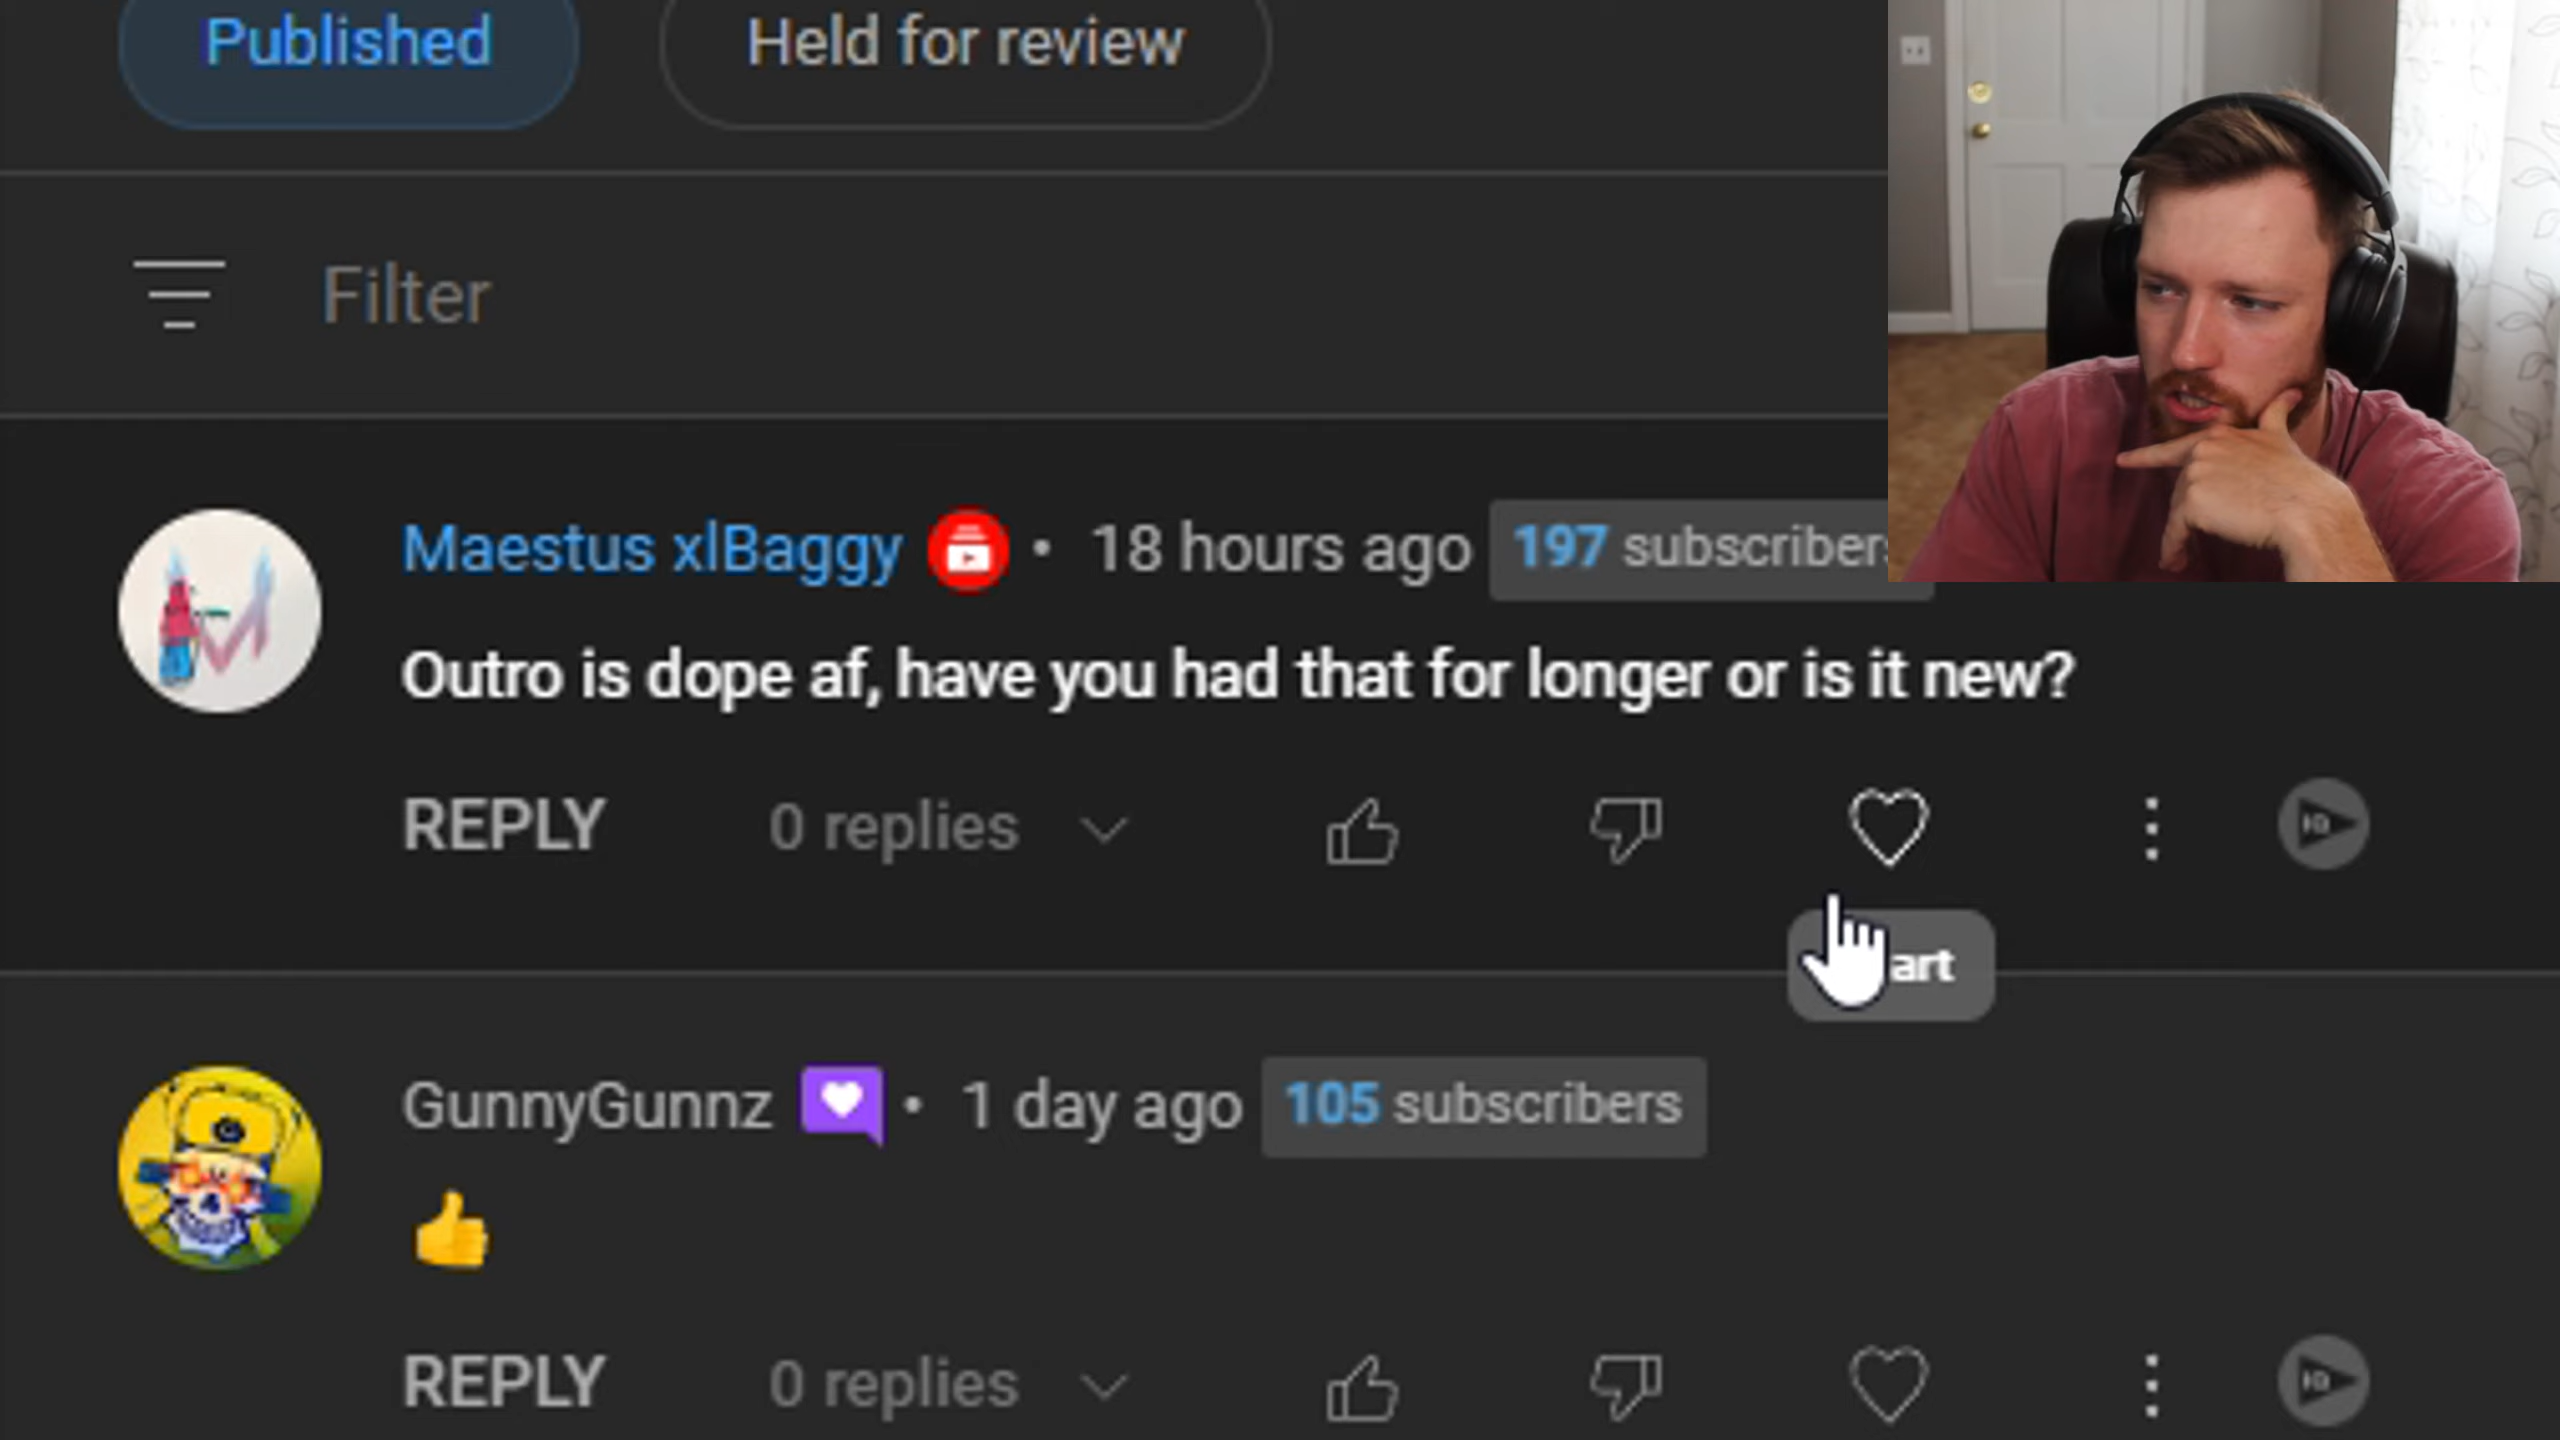 Published
Held for review
Filter
Maestus xlBaggy • 18 hours ago 197 subscribers
Outro is dope af, have you had that for longer or is it new?
REPLY 0 replies
art
GunnyGunnz • 1 day ago 105 subscribers
👍
REPLY 0 replies